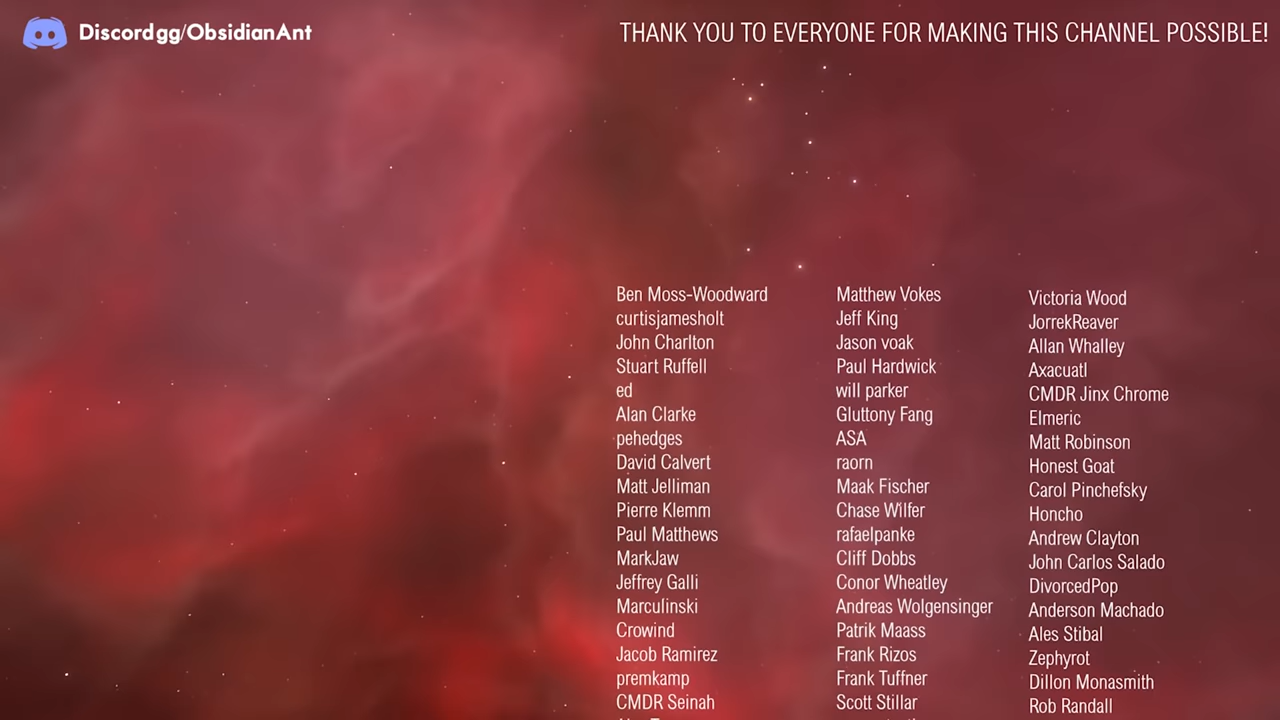 Discordgg/ObsidianAnt
THANK YOU TO EVERYONE FOR MAKING THIS CHANNEL POSSIBLE!
Ben Moss-Woodward
curtisjamesholt
John Charlton
Stuart Ruffell
ed
Alan Clarke
pehedges
David Calvert
Matt Jelliman
Pierre Klemm
Paul Matthews
MarkJaw
Jeffrey Galli
Marculinski
Crowind
Jacob Ramirez
premkamp
CMDR Seinah
Matthew Vokes
Jeff King
Jason voak
Paul Hardwick
will parker
Gluttony Fang
ASA
raorn
Maak Fischer
Chase Wilfer
rafaelpanke
Cliff Dobbs
Conor Wheatley
Andreas Wolgensinger
Patrik Maass
Frank Rizos
Frank Tuffner
Scott Stillar
Victoria Wood
JorrekReaver
Allan Whalley
Axacuatl
CMDR Jinx Chrome
Elmeric
Matt Robinson
Honest Goat
Carol Pinchefsky
Honcho
Andrew Clayton
John Carlos Salado
DivorcedPop
Anderson Machado
Ales Stibal
Zephyrot
Dillon Monasmith
Rob Randall